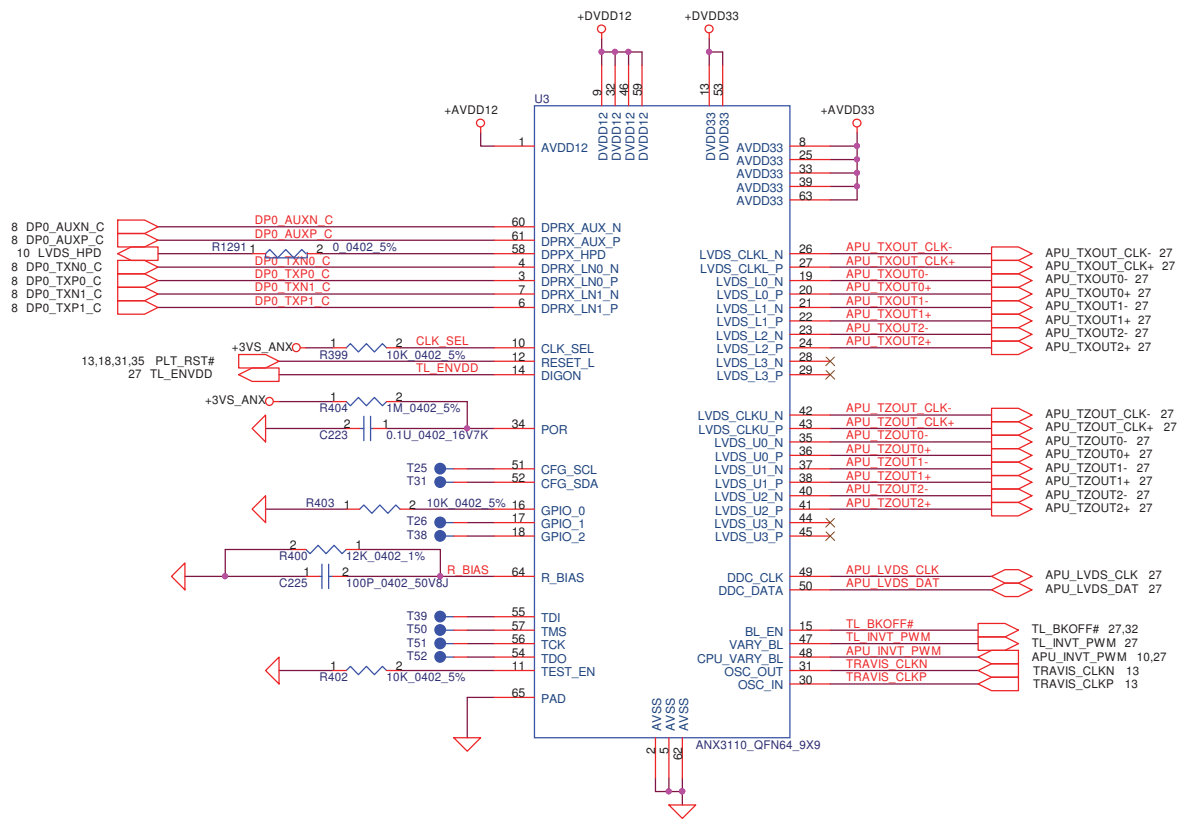 +DVDD12 +DVDD33
9 32 46 59 13 53
U3
+AVDD12 +AVDD33
DVDD12 DVDD12 DVDD12 DVDD12 DVDD33 DVDD33
1 AVDD12 AVDD33 8
AVDD33 25
AVDD33 33
AVDD33 39
AVDD33 63
8 DP0_AUXN_C DP0_AUXN_C 60 DPRX_AUX_N
8 DP0_AUXP_C DP0_AUXP_C 61 DPRX_AUX_P
10 LVDS_HPD R1291 1 2 0_0402_5% 58 DPPX_HPD
8 DP0_TXN0_C DP0_TXN0_C 4 DPRX_LN0_N
8 DP0_TXP0_C DP0_TXP0_C 3 DPRX_LN0_P
8 DP0_TXN1_C DP0_TXN1_C 7 DPRX_LN1_N
8 DP0_TXP1_C DP0_TXP1_C 6 DPRX_LN1_P
LVDS_CLKL_N 26 APU_TXOUT_CLK- APU_TXOUT_CLK- 27
LVDS_CLKL_P 27 APU_TXOUT_CLK+ APU_TXOUT_CLK+ 27
LVDS_L0_N 19 APU_TXOUT0- APU_TXOUT0- 27
LVDS_L0_P 20 APU_TXOUT0+ APU_TXOUT0+ 27
LVDS_L1_N 21 APU_TXOUT1- APU_TXOUT1- 27
LVDS_L1_P 22 APU_TXOUT1+ APU_TXOUT1+ 27
LVDS_L2_N 23 APU_TXOUT2- APU_TXOUT2- 27
LVDS_L2_P 24 APU_TXOUT2+ APU_TXOUT2+ 27
LVDS_L3_N 28
LVDS_L3_P 29
+3VS_ANX 1 2 CLK_SEL 10 CLK_SEL
R399 10K_0402_5%
13,18,31,35 PLT_RST# 12 RESET_L
27 TL_ENVDD TL_ENVDD 14 DIGON
+3VS_ANX 1 2
R404 1M_0402_5%
2 1 34 POR
C223 0.1U_0402_16V7K
LVDS_CLKU_N 42 APU_TZOUT_CLK- APU_TZOUT_CLK- 27
LVDS_CLKU_P 43 APU_TZOUT_CLK+ APU_TZOUT_CLK+ 27
LVDS_U0_N 35 APU_TZOUT0- APU_TZOUT0- 27
LVDS_U0_P 36 APU_TZOUT0+ APU_TZOUT0+ 27
LVDS_U1_N 37 APU_TZOUT1- APU_TZOUT1- 27
LVDS_U1_P 38 APU_TZOUT1+ APU_TZOUT1+ 27
LVDS_U2_N 40 APU_TZOUT2- APU_TZOUT2- 27
LVDS_U2_P 41 APU_TZOUT2+ APU_TZOUT2+ 27
LVDS_U3_N 44
LVDS_U3_P 45
T25 51 CFG_SCL
T31 52 CFG_SDA
R403 1 2 10K_0402_5% 16 GPIO_0
T26 17 GPIO_1
T38 18 GPIO_2
2 1
R400 12K_0402_1%
1 2 R_BIAS 64 R_BIAS
C225 100P_0402_50V8J
DDC_CLK 49 APU_LVDS_CLK APU_LVDS_CLK 27
DDC_DATA 50 APU_LVDS_DAT APU_LVDS_DAT 27
T39 55 TDI
T50 57 TMS
T51 56 TCK
T52 54 TDO
1 2 11 TEST_EN
R402 10K_0402_5%
65 PAD
BL_EN 15 TL_BKOFF# TL_BKOFF# 27,32
VARY_BL 47 TL_INVT_PWM TL_INVT_PWM 27
CPU_VARY_BL 48 APU_INVT_PWM APU_INVT_PWM 10,27
OSC_OUT 31 TRAVIS_CLKN TRAVIS_CLKN 13
OSC_IN 30 TRAVIS_CLKP TRAVIS_CLKP 13
AVSS AVSS AVSS
ANX3110_QFN64_9X9
2 5 62